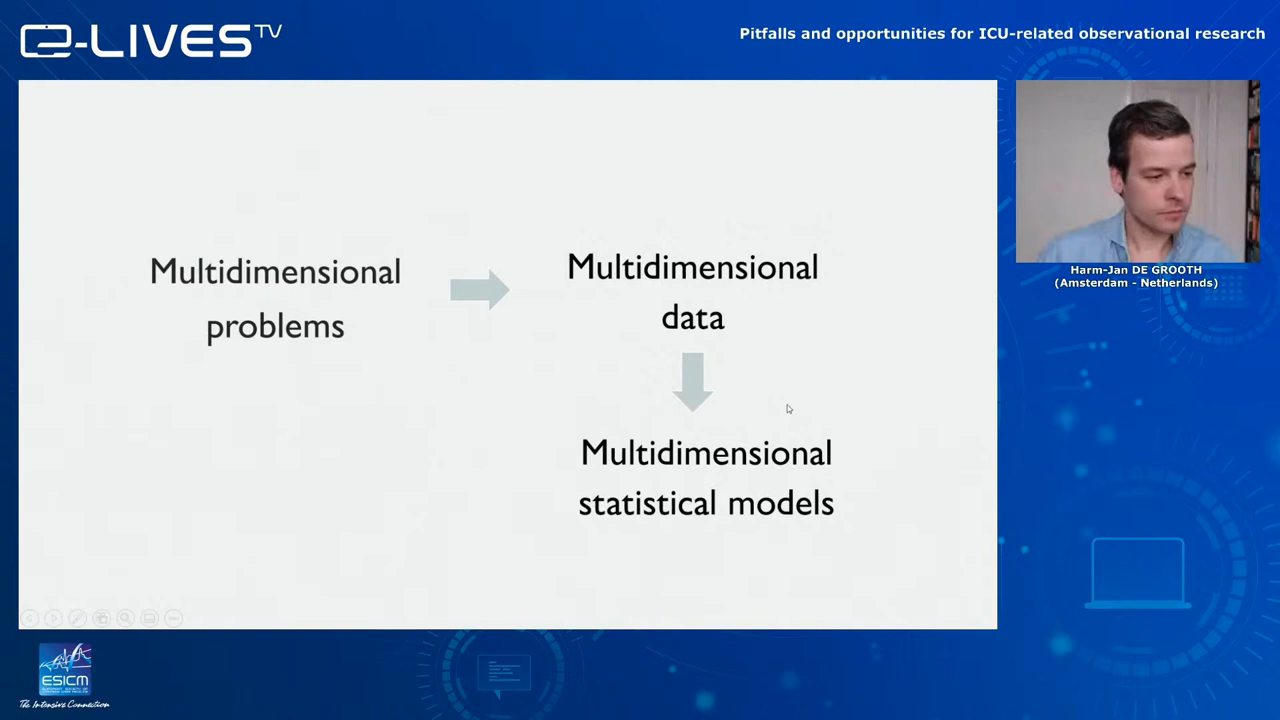 e-LIVES TV
Pitfalls and opportunities for ICU-related observational research
Multidimensional
problems
Multidimensional
data
Multidimensional
statistical models
Harm-Jan DE GROOTH
(Amsterdam - Netherlands)
ESICM
The Intensive Connection